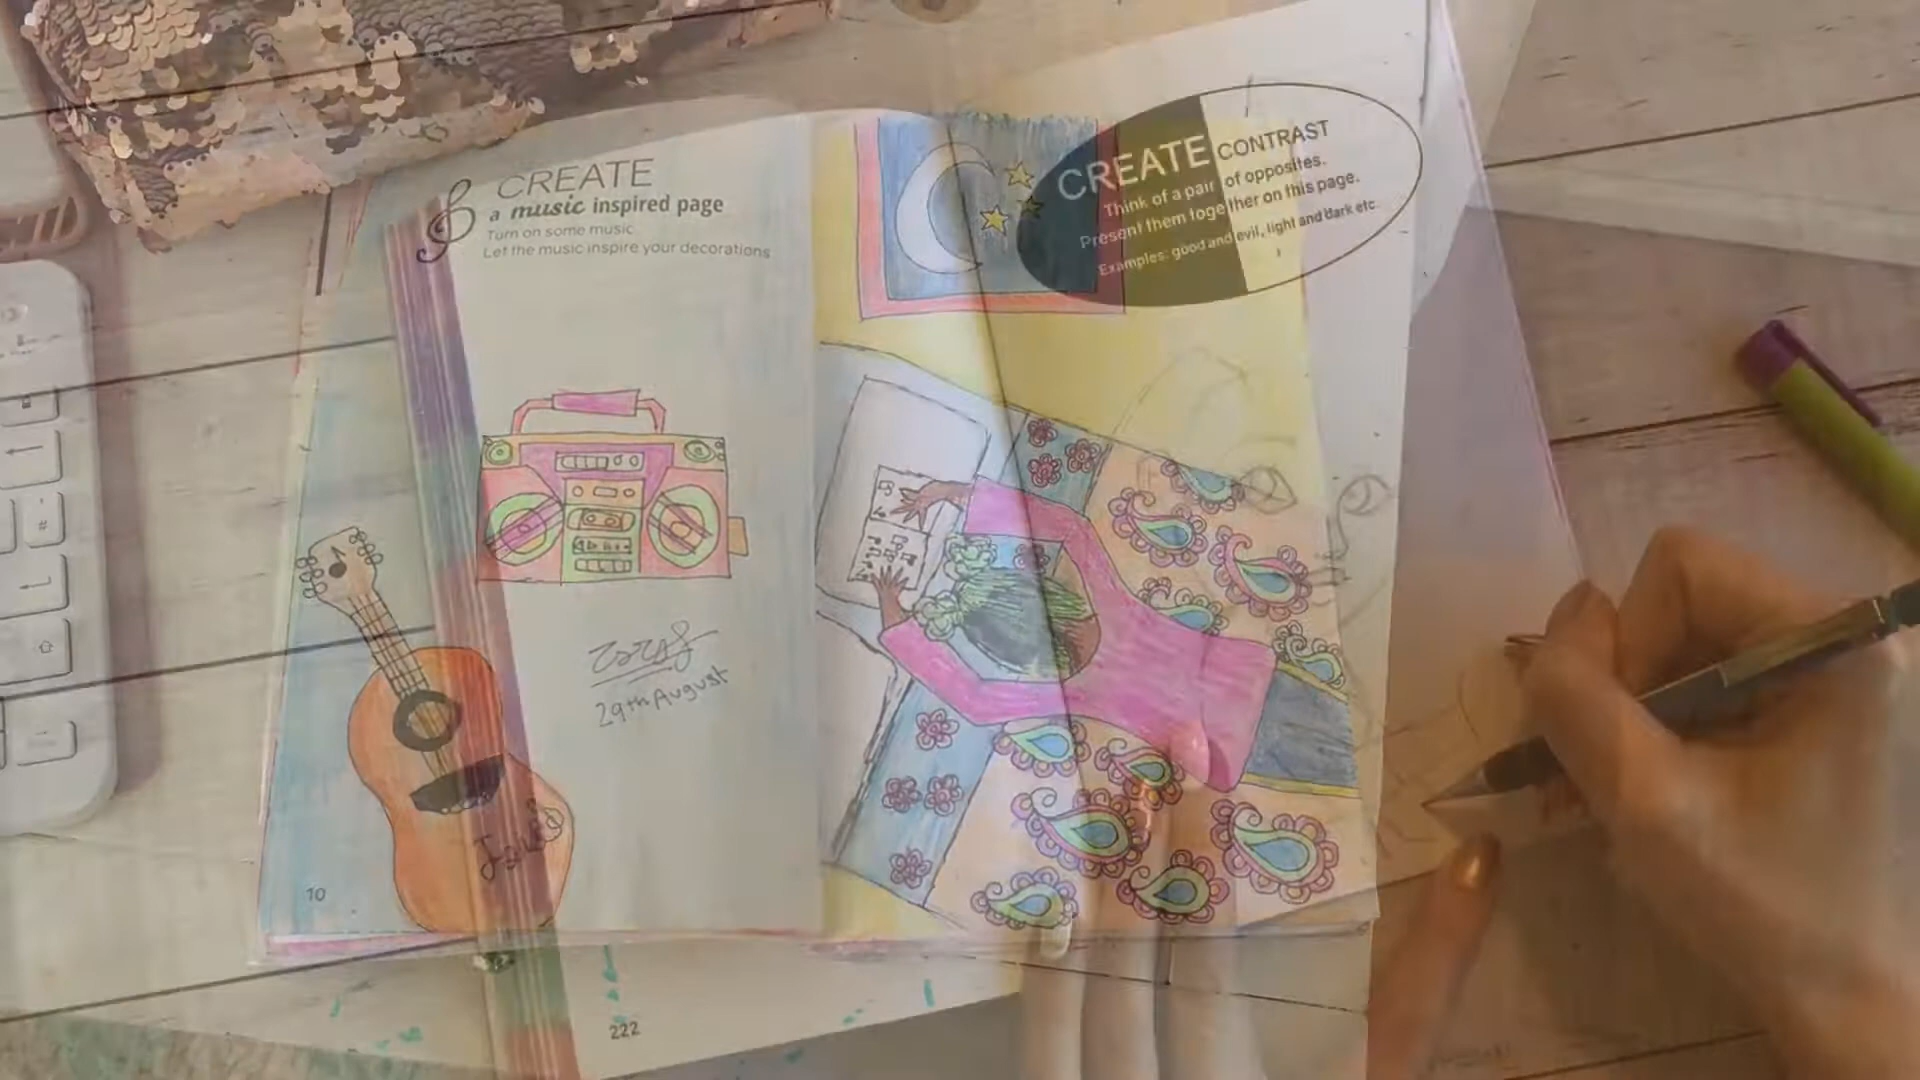 CREATE
a music inspired page
Turn on some music
Let the music inspire your decorations
29th August
10
CREATE CONTRAST
Think of a pair of opposites.
Present them together on this page.
Examples: good and evil, light and dark etc
222